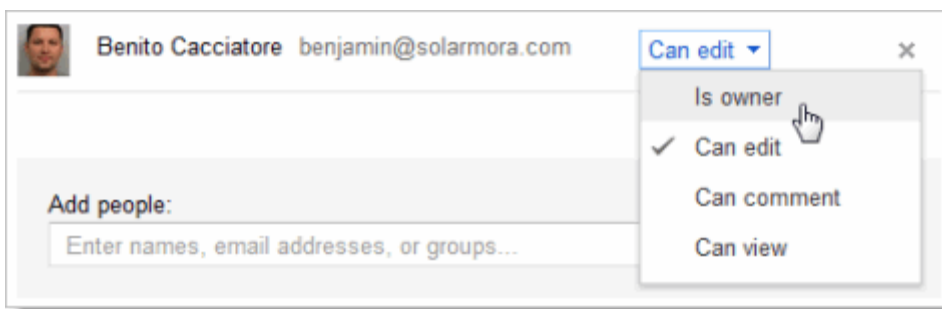 Benito Cacciatore benjamin@solarmora.com Can edit
Is owner
Can edit
Can comment
Can view
Add people:
Enter names, email addresses, or groups...